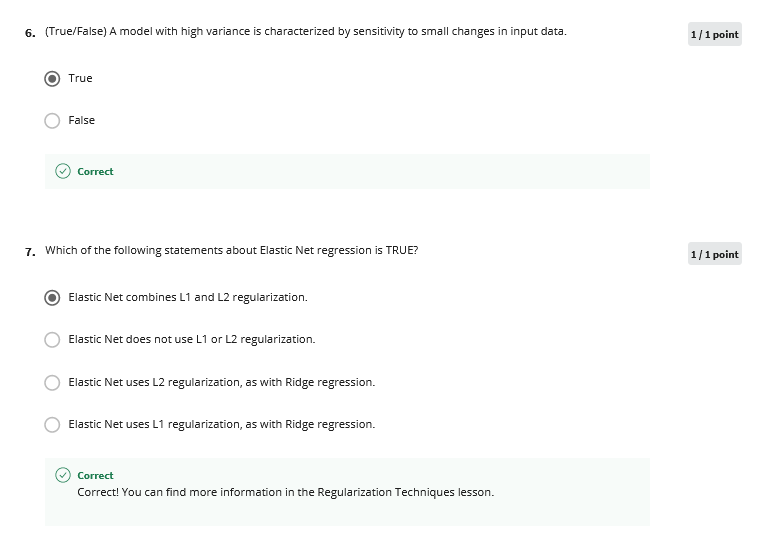 6. (True/False) A model with high variance is characterized by sensitivity to small changes in input data.
1 / 1 point
True
False
Correct
7. Which of the following statements about Elastic Net regression is TRUE?
1 / 1 point
Elastic Net combines L1 and L2 regularization.
Elastic Net does not use L1 or L2 regularization.
Elastic Net uses L2 regularization, as with Ridge regression.
Elastic Net uses L1 regularization, as with Ridge regression.
Correct
Correct! You can find more information in the Regularization Techniques lesson.